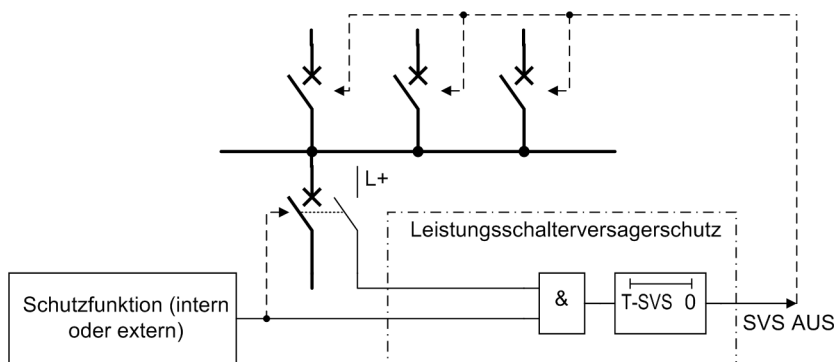 L+
Leistungsschalterversagerschutz
Schutzfunktion (intern
oder extern)
&
T-SVS 0
SVS AUS